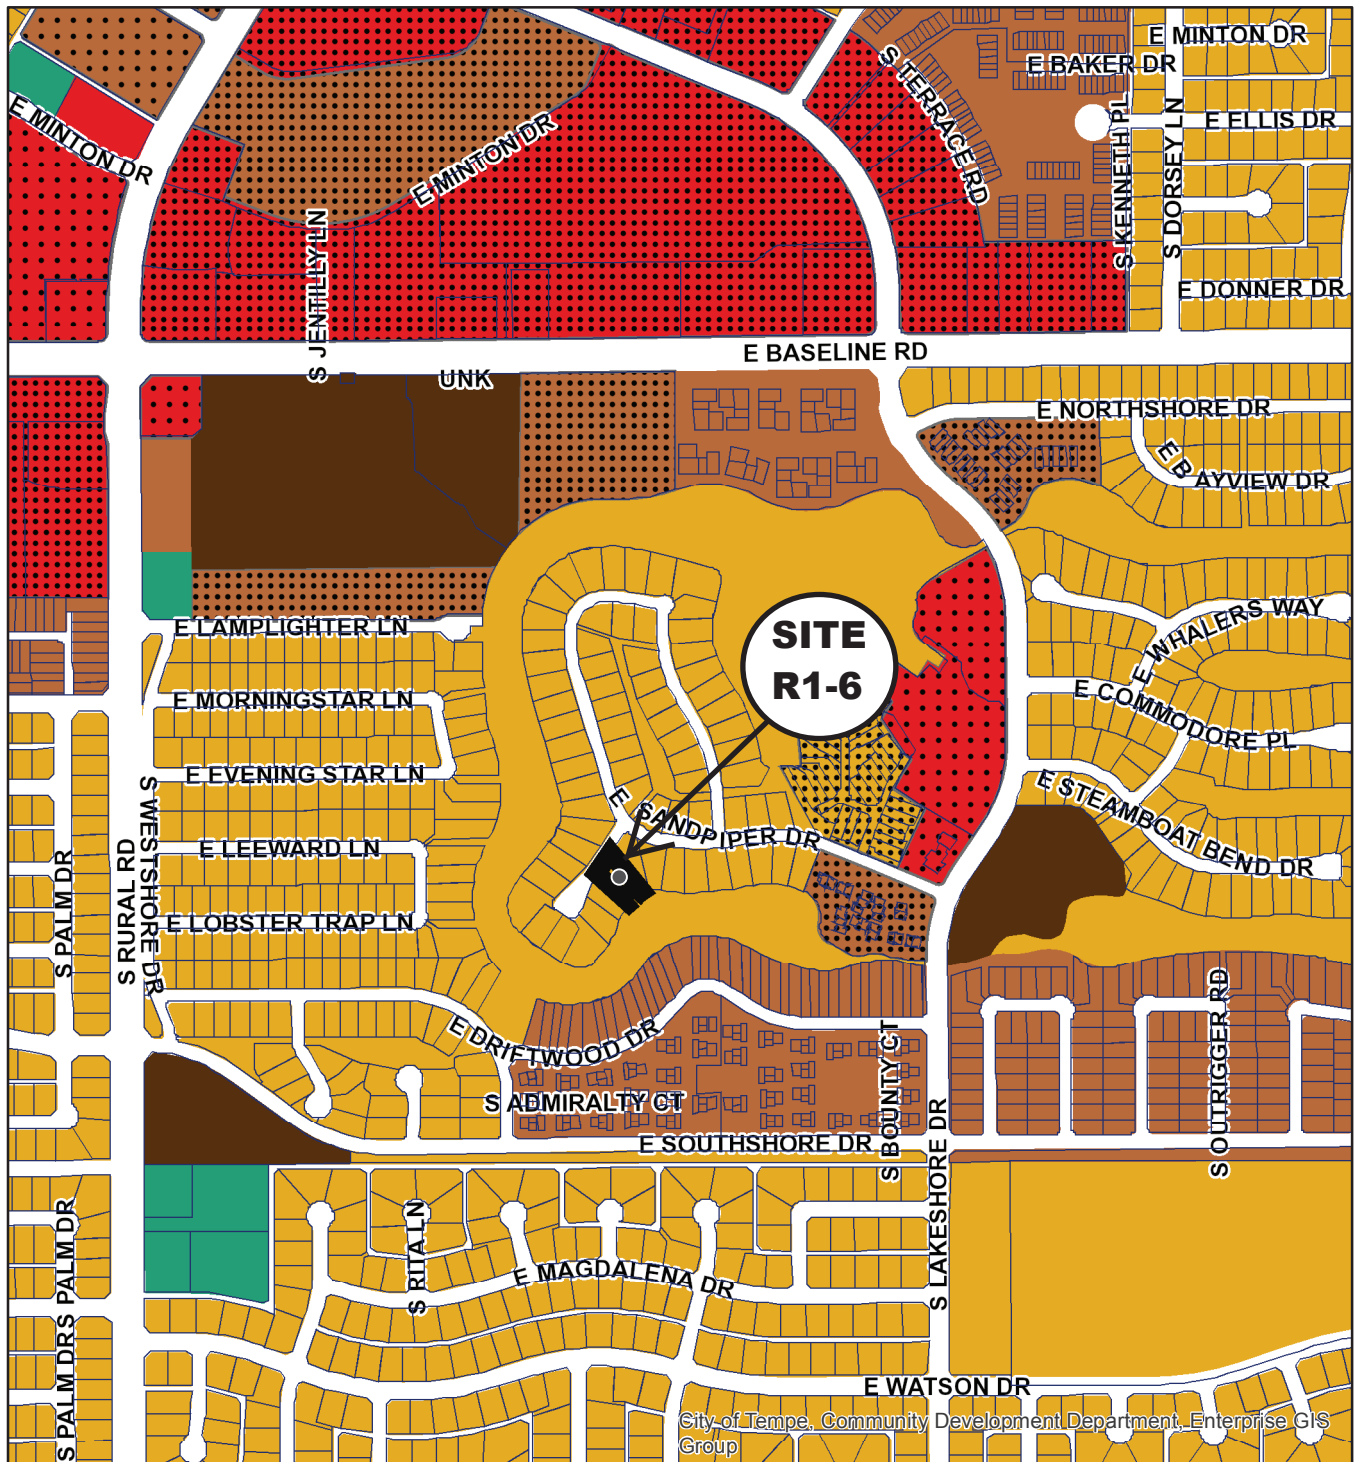 E MINTON DR
E BAKER DR
S TERRACE RD
E MINTON DR
S KENNETH PL
S DORSEY LN
E ELLIS DR
E MINTON DR
S JENTILLY LN
E DONNER DR
E BASELINE RD
UNK
E NORTHSHORE DR
E BAYVIEW DR
E LAMPLIGHTER LN
SITE
R1-6
E WHALERS WAY
E MORNINGSTAR LN
E COMMODORE PL
E EVENING STAR LN
E SANDPIPER DR
E STEAMBOAT BEND DR
S PALM DR
S RURAL RD
S WESTSHORE DR
E LEEWARD LN
E LOBSTER TRAP LN
E DRIFTWOOD DR
S ADMIRALTY CT
S BOUNTY CT
S OUTRIGGER RD
E SOUTHSHORE DR
S LAKESHORE DR
S PALM DR
S RITA LN
E MAGDALENA DR
S PALM DR
E WATSON DR
City of Tempe, Community Development Department, Enterprise GIS
Group